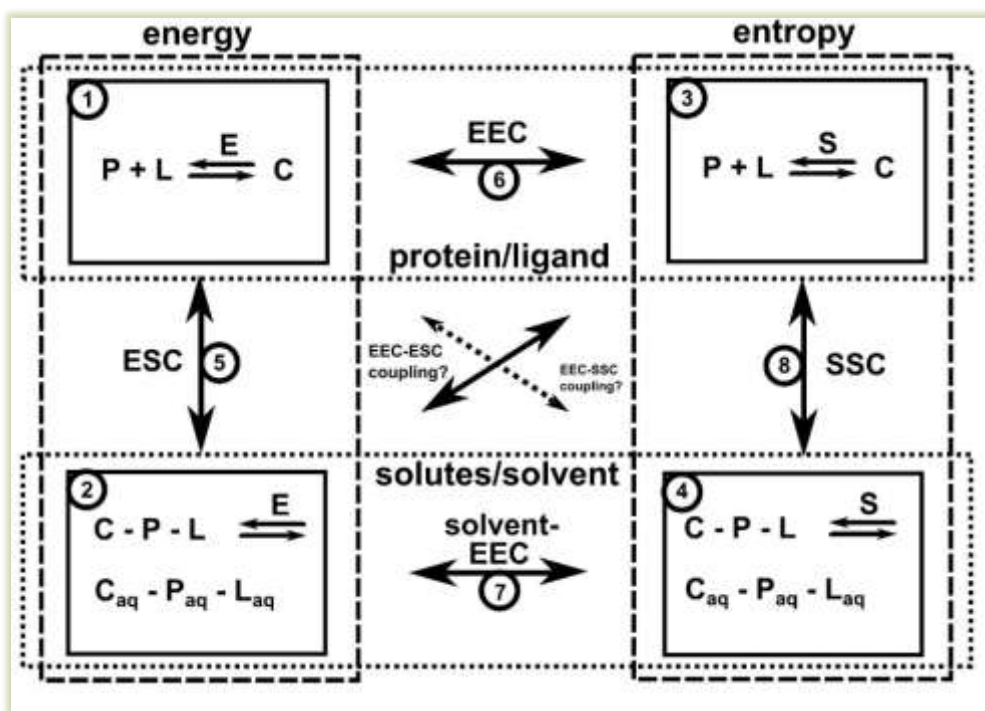 energy
entropy
1
E
P + L
C
EEC
6
3
S
P + L
C
protein/ligand
ESC
5
EEC-ESC
coupling?
EEC-SSC
coupling?
8
SSC
solutes/solvent
2
E
C - P - L
Caq - Paq - Laq
solvent-
EEC
7
4
S
C - P - L
Caq - Paq - Laq